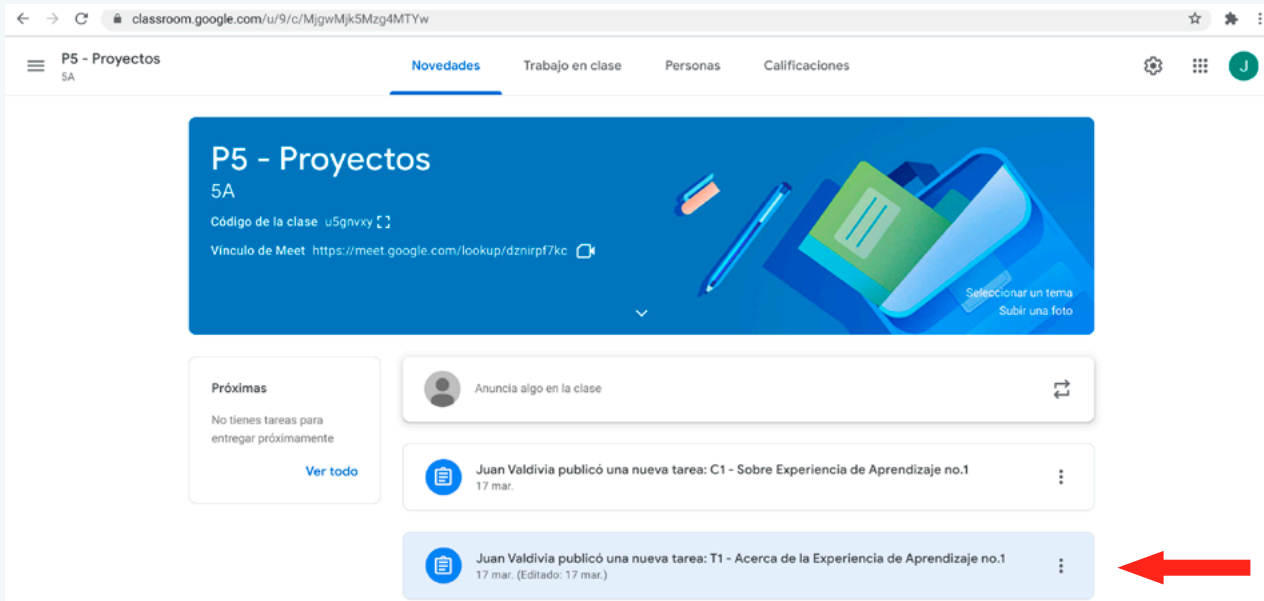 classroom.google.com/u/9/c/MjgwMjk5Mzg4MTYw
P5 - Proyectos
5A
Novedades
Trabajo en clase
Personas
Calificaciones
J
P5 - Proyectos
5A
Código de la clase u5gnvxy
Vínculo de Meet https://meet.google.com/lookup/dznirpf7kc
Seleccionar un tema
Subir una foto
Próximas
No tienes tareas para
entregar próximamente
Ver todo
Anuncia algo en la clase
Juan Valdivia publicó una nueva tarea: C1 - Sobre Experiencia de Aprendizaje no.1
17 mar.
Juan Valdivia publicó una nueva tarea: T1 - Acerca de la Experiencia de Aprendizaje no.1
17 mar. (Editado: 17 mar.)